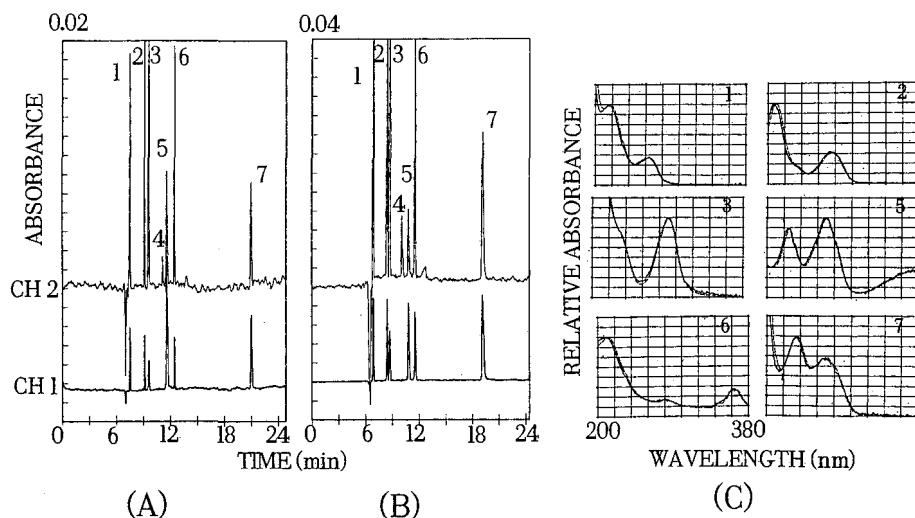 0.02
0.04
ABSORBANCE
1 2 3 6
5
4
7
CH 2
CH 1
0 6 12 18 24
1 2 3 6
5
4
7
0 6 12 18 24
TIME (min)
(A)
(B)
RELATIVE ABSORBANCE
1
2
3
5
6
7
200 380
WAVELENGTH (nm)
(C)